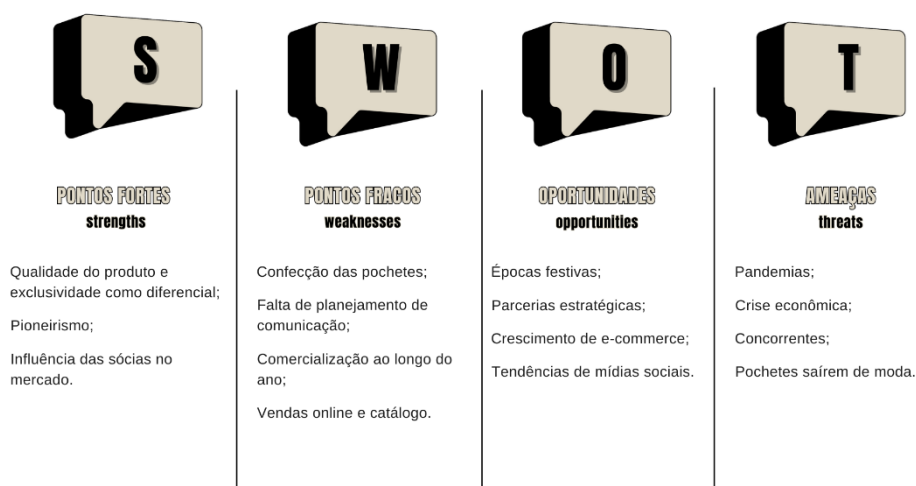 S
PONTOS FORTES
strengths
Qualidade do produto e
exclusividade como diferencial;
Pioneirismo;
Influência das sócias no
mercado.
W
PONTOS FRACOS
weaknesses
Confecção das pochetes;
Falta de planejamento de
comunicação;
Comercialização ao longo do
ano;
Vendas online e catálogo.
O
OPORTUNIDADES
opportunities
Épocas festivas;
Parcerias estratégicas;
Crescimento de e-commerce;
Tendências de mídias sociais.
T
AMEAÇAS
threats
Pandemias;
Crise econômica;
Concorrentes;
Pochetes saírem de moda.